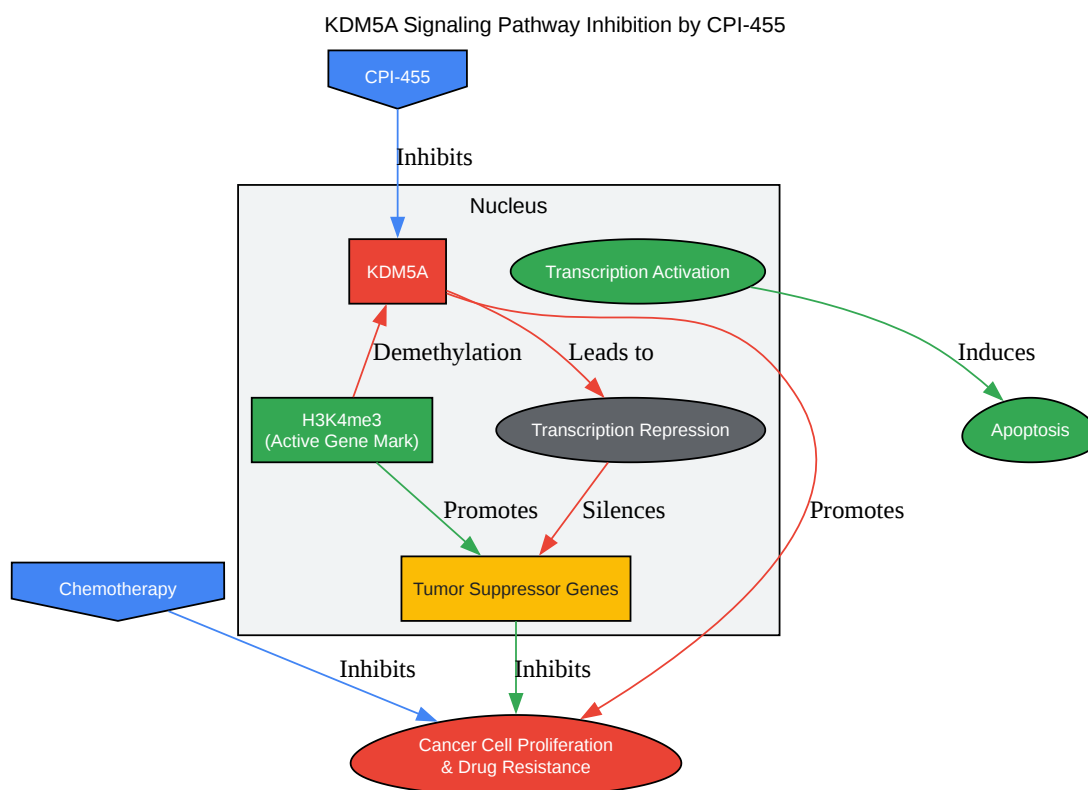 KDM5A Signaling Pathway Inhibition by CPI-455
CPI-455
Inhibits
Nucleus
KDM5A
Transcription Activation
Demethylation
Leads to
Induces
H3K4me3
(Active Gene Mark)
Transcription Repression
Apoptosis
Promotes
Silences
Promotes
Chemotherapy
Tumor Suppressor Genes
Inhibits
Inhibits
Cancer Cell Proliferation
& Drug Resistance